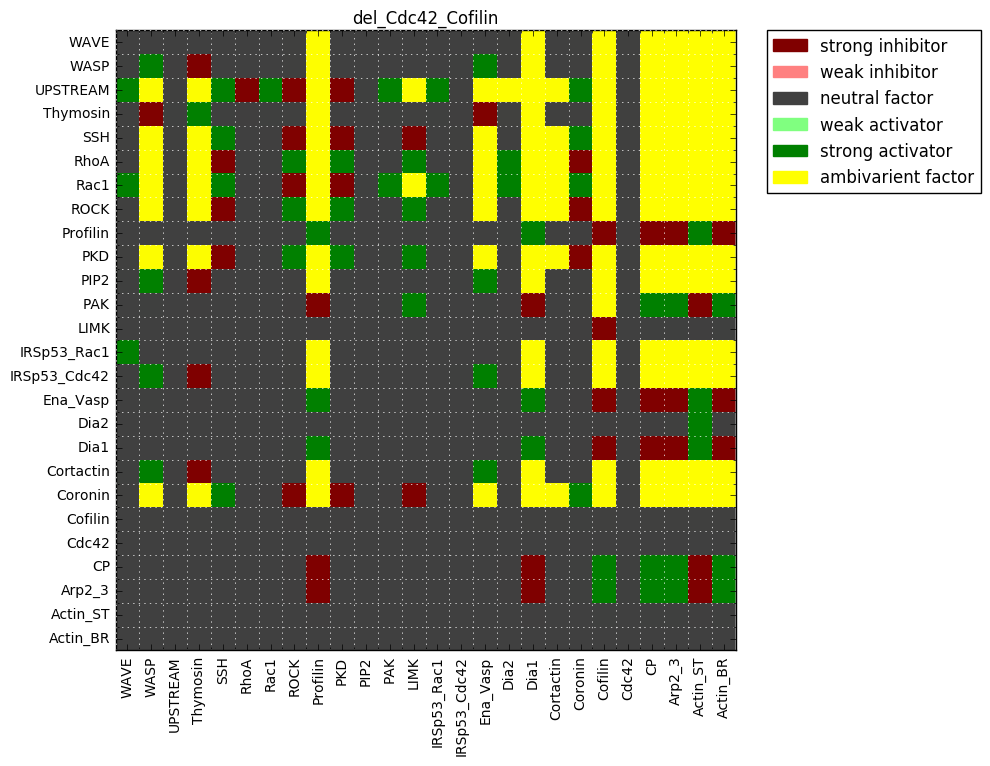 del_Cdc42_Cofilin
WAVE
WASP
UPSTREAM
Thymosin
SSH
RhoA
Rac1
ROCK
Profilin
PKD
PIP2
PAK
LIMK
IRSp53_Rac1
IRSp53_Cdc42
Ena_Vasp
Dia2
Dia1
Cortactin
Coronin
Cofilin
Cdc42
CP
Arp2_3
Actin_ST
Actin_BR
WAVE
WASP
UPSTREAM
Thymosin
SSH
RhoA
Rac1
ROCK
Profilin
PKD
PIP2
PAK
LIMK
IRSp53_Rac1
IRSp53_Cdc42
Ena_Vasp
Dia2
Dia1
Cortactin
Coronin
Cofilin
Cdc42
CP
Arp2_3
Actin_ST
Actin_BR
strong inhibitor
weak inhibitor
neutral factor
weak activator
strong activator
ambivarient factor